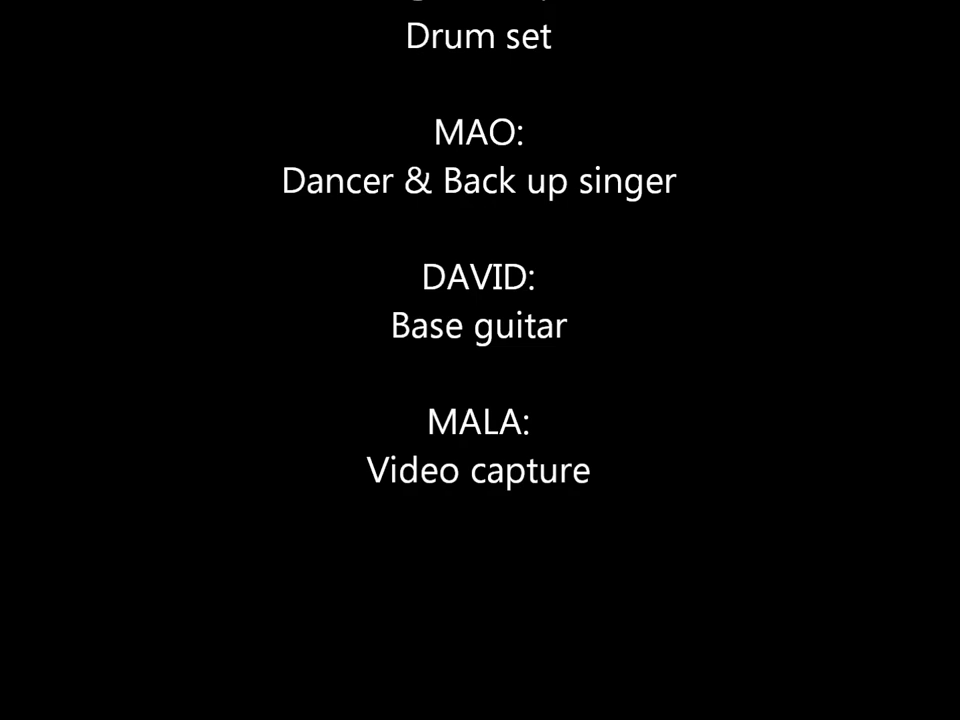 Drum set
MAO:
Dancer & Back up singer
DAVID:
Base guitar
MALA:
Video capture